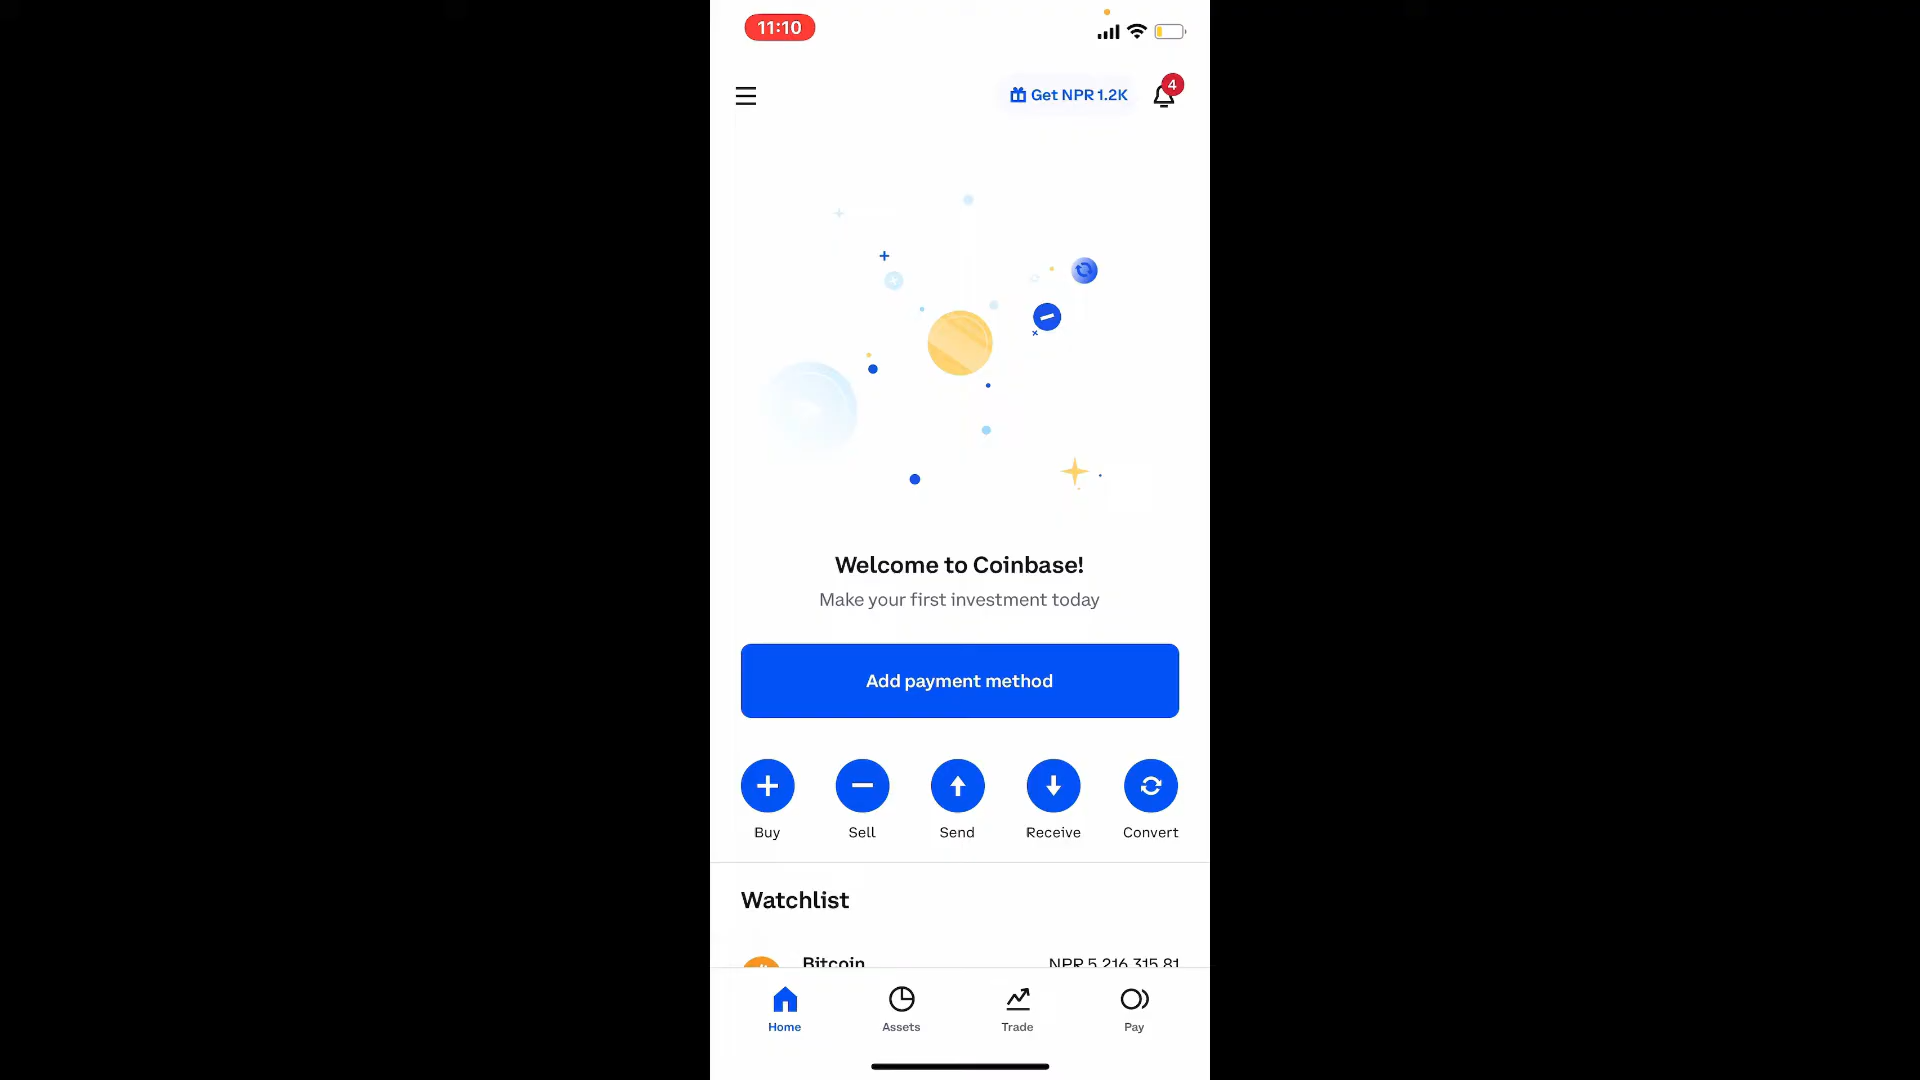 11:10
Get NPR 1.2K
4
Welcome to Coinbase!
Make your first investment today
Add payment method
Buy Sell Send Receive Convert
Watchlist
Bitcoin NPR 5,216,315.81
Home Assets Trade Pay